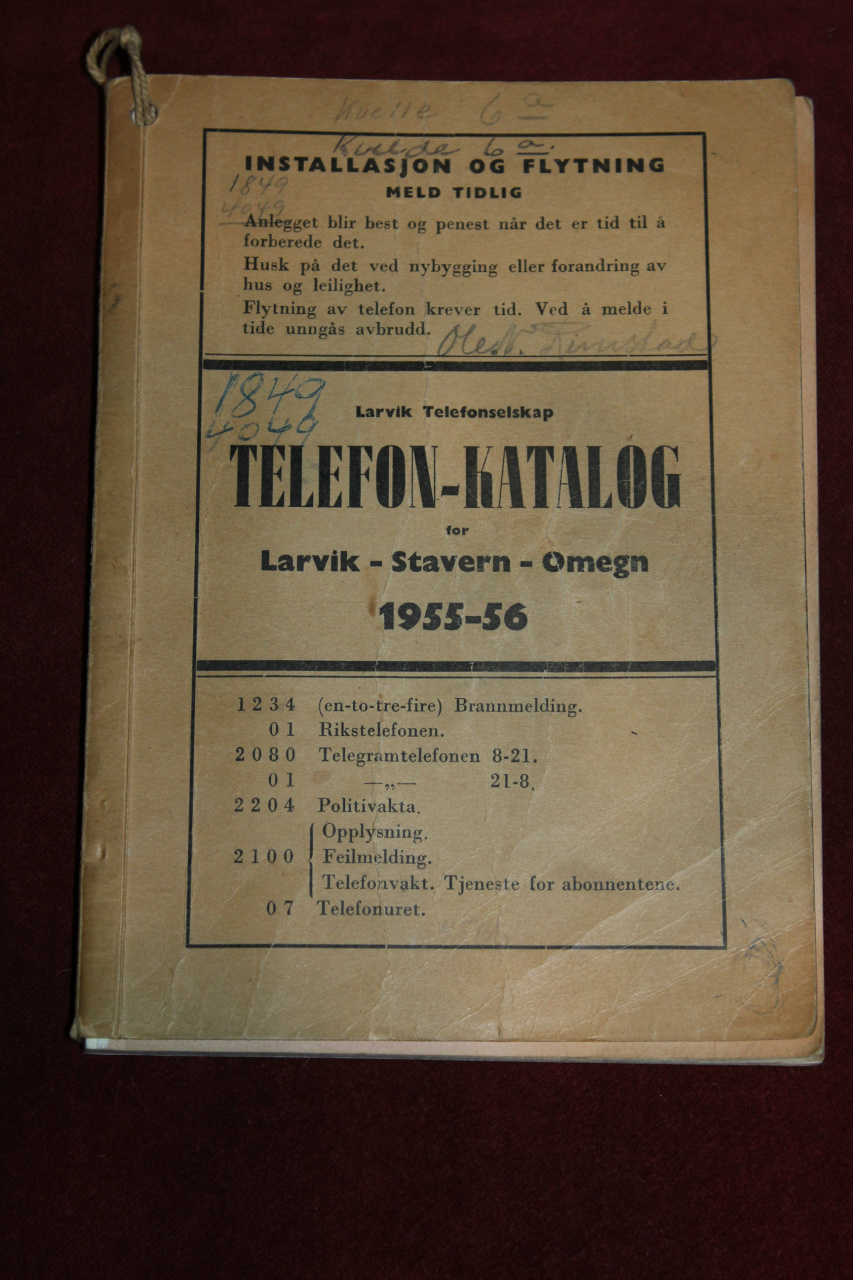 6 a
Kvelde 6 a.
INSTALLASJON OG FLYTNING
1849
MELD TIDLIG
4049
Anlegget blir best og penest når det er tid til å
forberede det.
Husk på det ved nybygging eller forandring av
hus og leilighet.
Flytning av telefon krever tid. Ved å melde i
tide unngås avbrudd.
Ole N.
1849
4049
Larvik Telefonselskap
TELEFON-KATALOG
for
Larvik - Stavern - Omegn
1955-56
1234 (en-to-tre-fire) Brannmelding.
01 Rikstelefonen.
2080 Telegramtelefonen 8-21.
01 —„— 21-8.
2204 Politivakta.
Opplysning.
2100 Feilmelding.
Telefonvakt. Tjeneste for abonnentene.
07 Telefonuret.